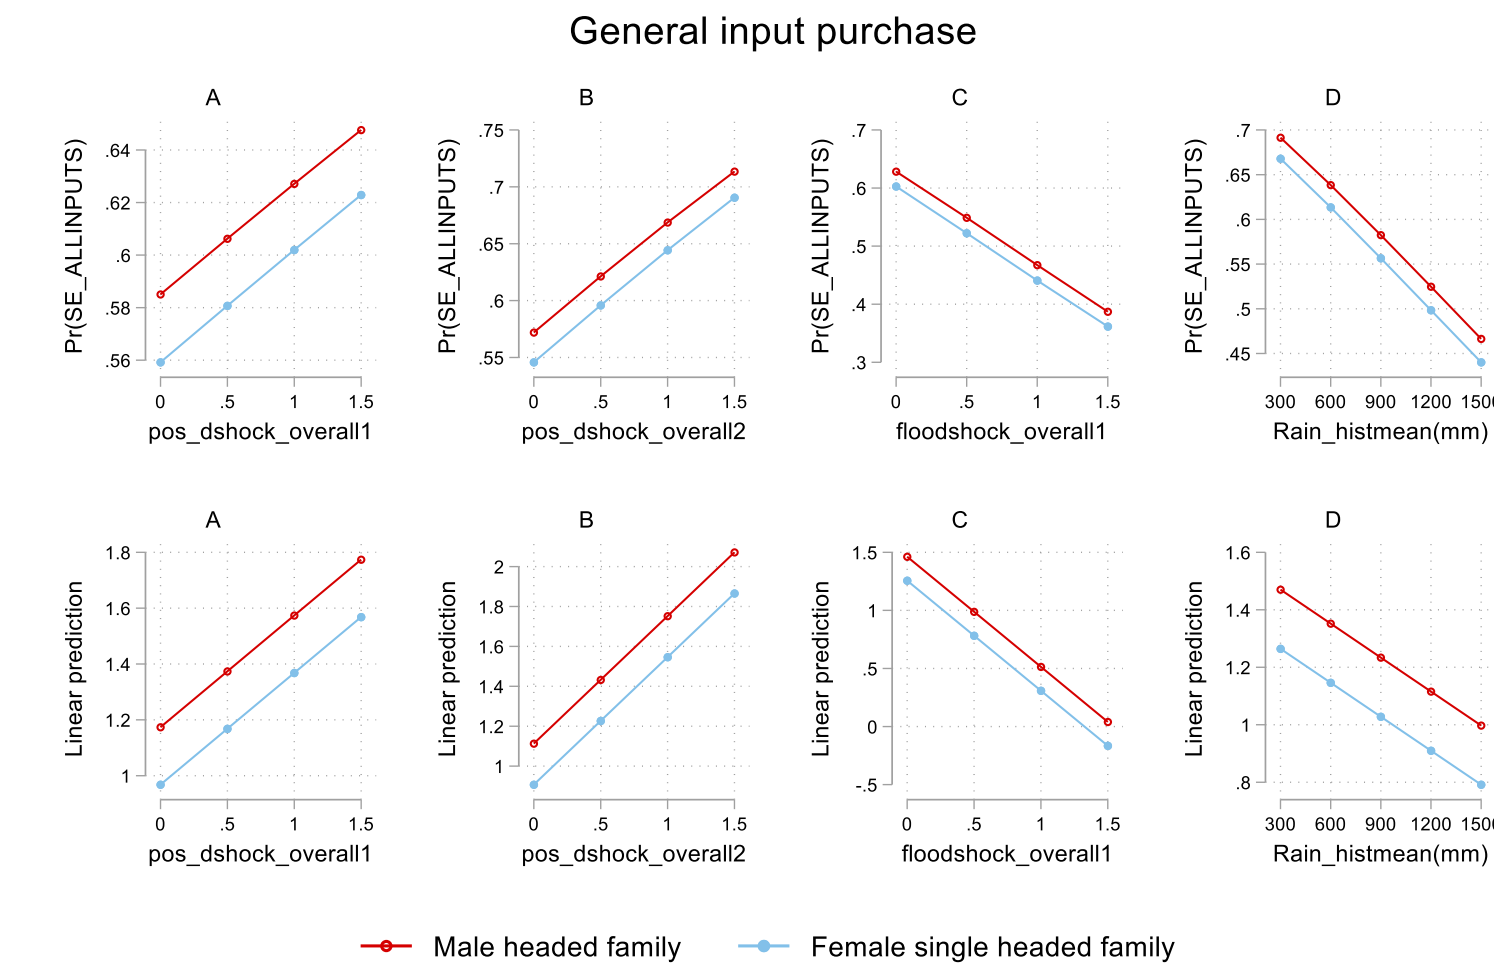 General input purchase
A
B
C
D
Pr(SE_ALLINPUTS)
.64
.62
.6
.58
.56
0 .5 1 1.5
pos_dshock_overall1
Pr(SE_ALLINPUTS)
.75
.7
.65
.6
.55
0 .5 1 1.5
pos_dshock_overall2
Pr(SE_ALLINPUTS)
.7
.6
.5
.4
.3
0 .5 1 1.5
floodshock_overall1
Pr(SE_ALLINPUTS)
.7
.65
.6
.55
.5
.45
300 600 900 1200 150
Rain_histmean(mm)
A
B
C
D
Linear prediction
1.8
1.6
1.4
1.2
1
0 .5 1 1.5
pos_dshock_overall1
Linear prediction
2
1.8
1.6
1.4
1.2
1
0 .5 1 1.5
pos_dshock_overall2
Linear prediction
1.5
1
.5
0
-.5
0 .5 1 1.5
floodshock_overall1
Linear prediction
1.6
1.4
1.2
1
.8
300 600 900 1200 150
Rain_histmean(mm)
Male headed family
Female single headed family